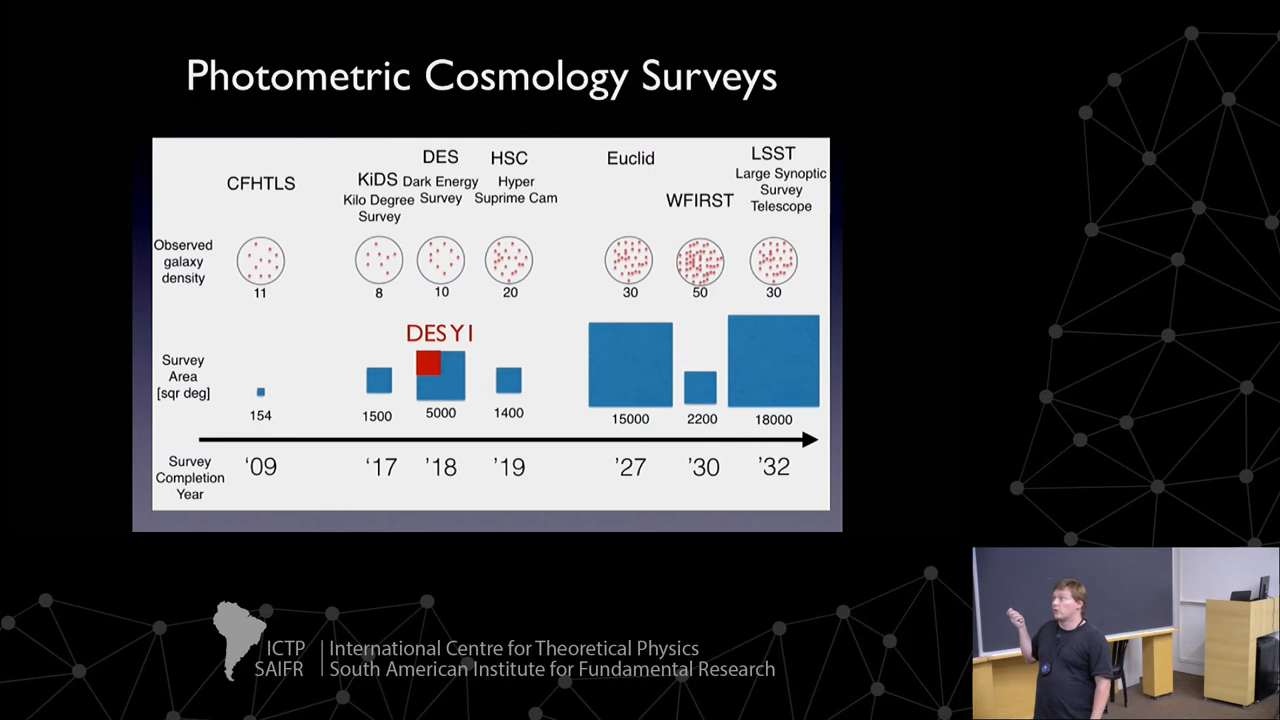 Photometric Cosmology Surveys
CFHTLS
KiDS
Kilo Degree
Survey
DES
Dark Energy
Survey
HSC
Hyper
Suprime Cam
Euclid
WFIRST
LSST
Large Synoptic
Survey
Telescope
Observed
galaxy
density
11
8
10
20
30
50
30
DES Y1
Survey
Area
[sqr deg]
154
1500
5000
1400
15000
2200
18000
Survey
Completion
Year
‘09
’17
’18
’19
’27
’30
’32
ICTP
SAIFR
International Centre for Theoretical Physics
South American Institute for Fundamental Research